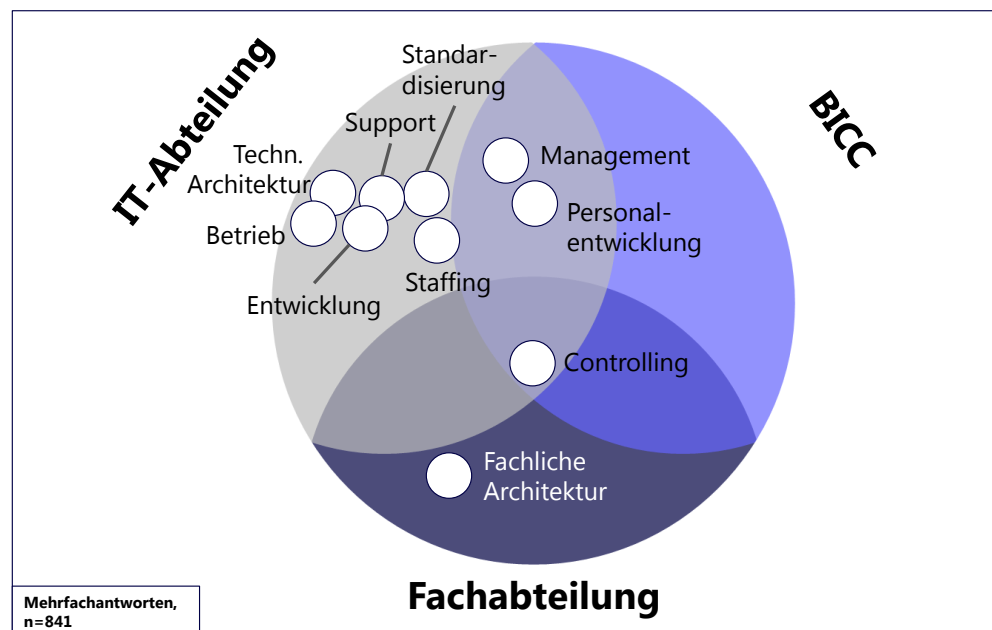 IT-Abteilung
BICC
Standar-
disierung
Support
Techn.
Architektur
Betrieb
Entwicklung
Staffing
Management
Personal-
entwicklung
Controlling
Fachliche
Architektur
Fachabteilung
Mehrfachantworten,
n=841